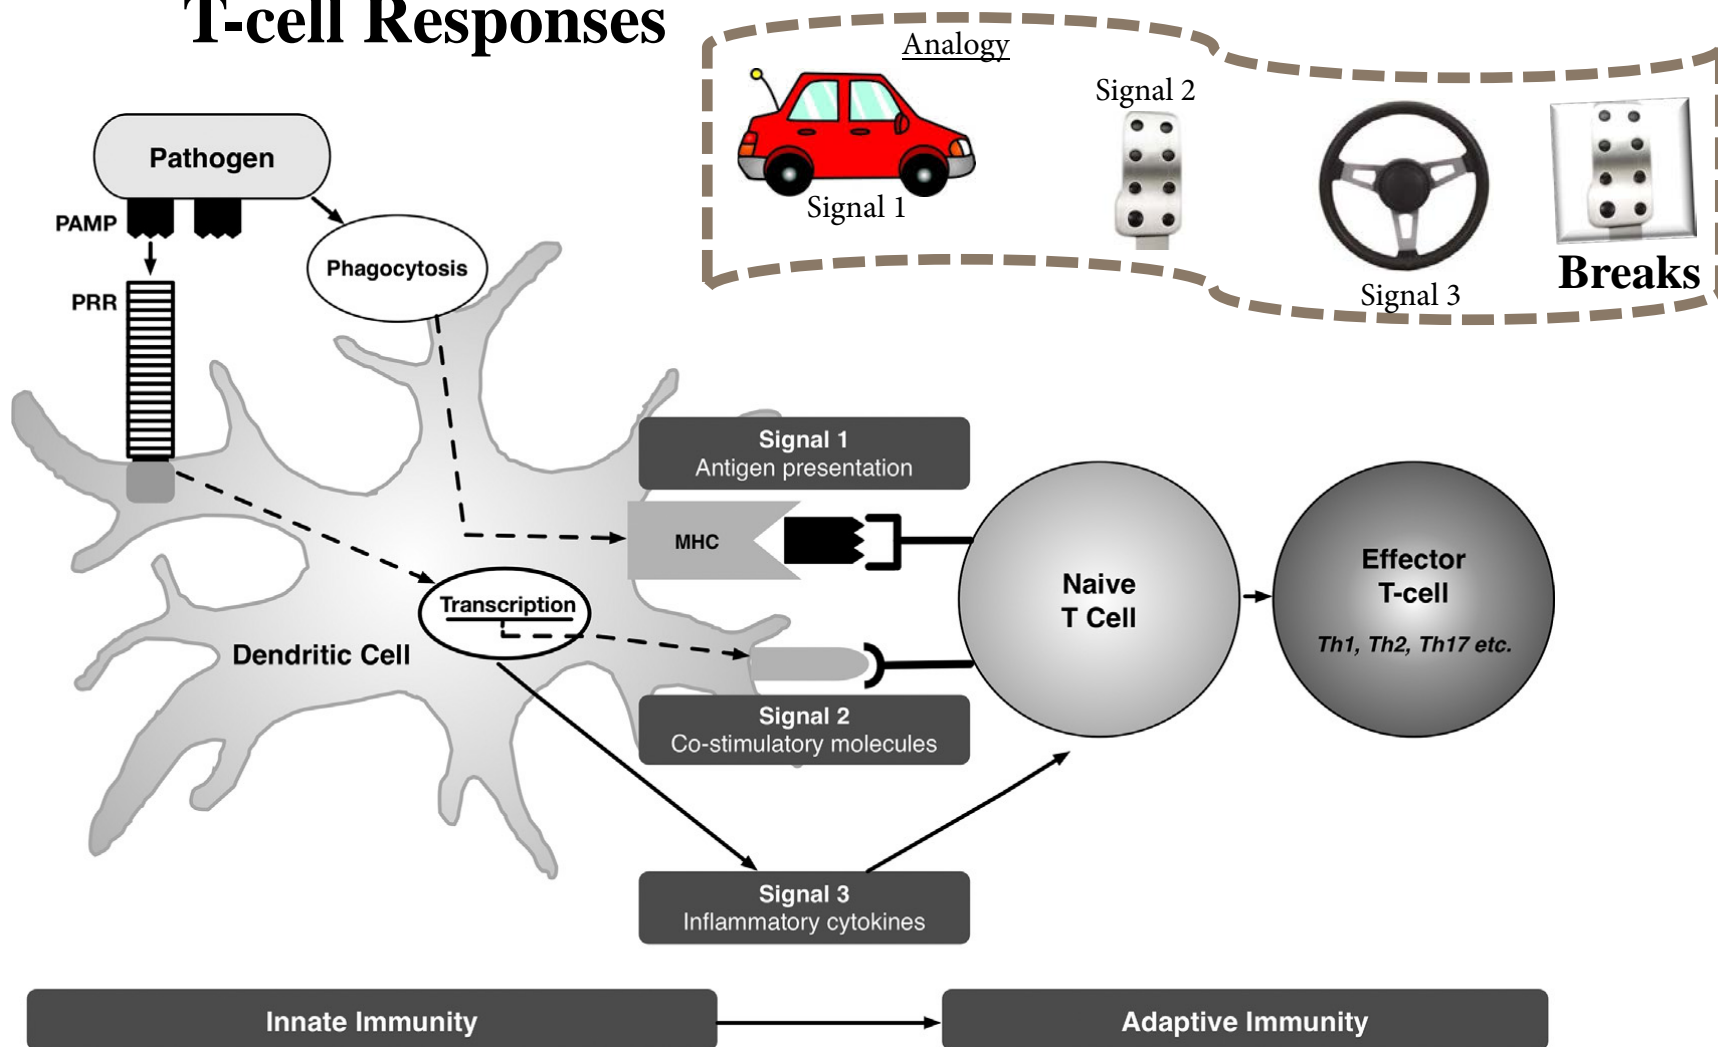 T-cell Responses
Analogy
Signal 1
Signal 2
Signal 3
Breaks
Pathogen
PAMP
PRR
Phagocytosis
Signal 1
Antigen presentation
MHC
Transcription
Dendritic Cell
Signal 2
Co-stimulatory molecules
Naive
T Cell
Effector
T-cell
Th1, Th2, Th17 etc.
Signal 3
Inflammatory cytokines
Innate Immunity
Adaptive Immunity